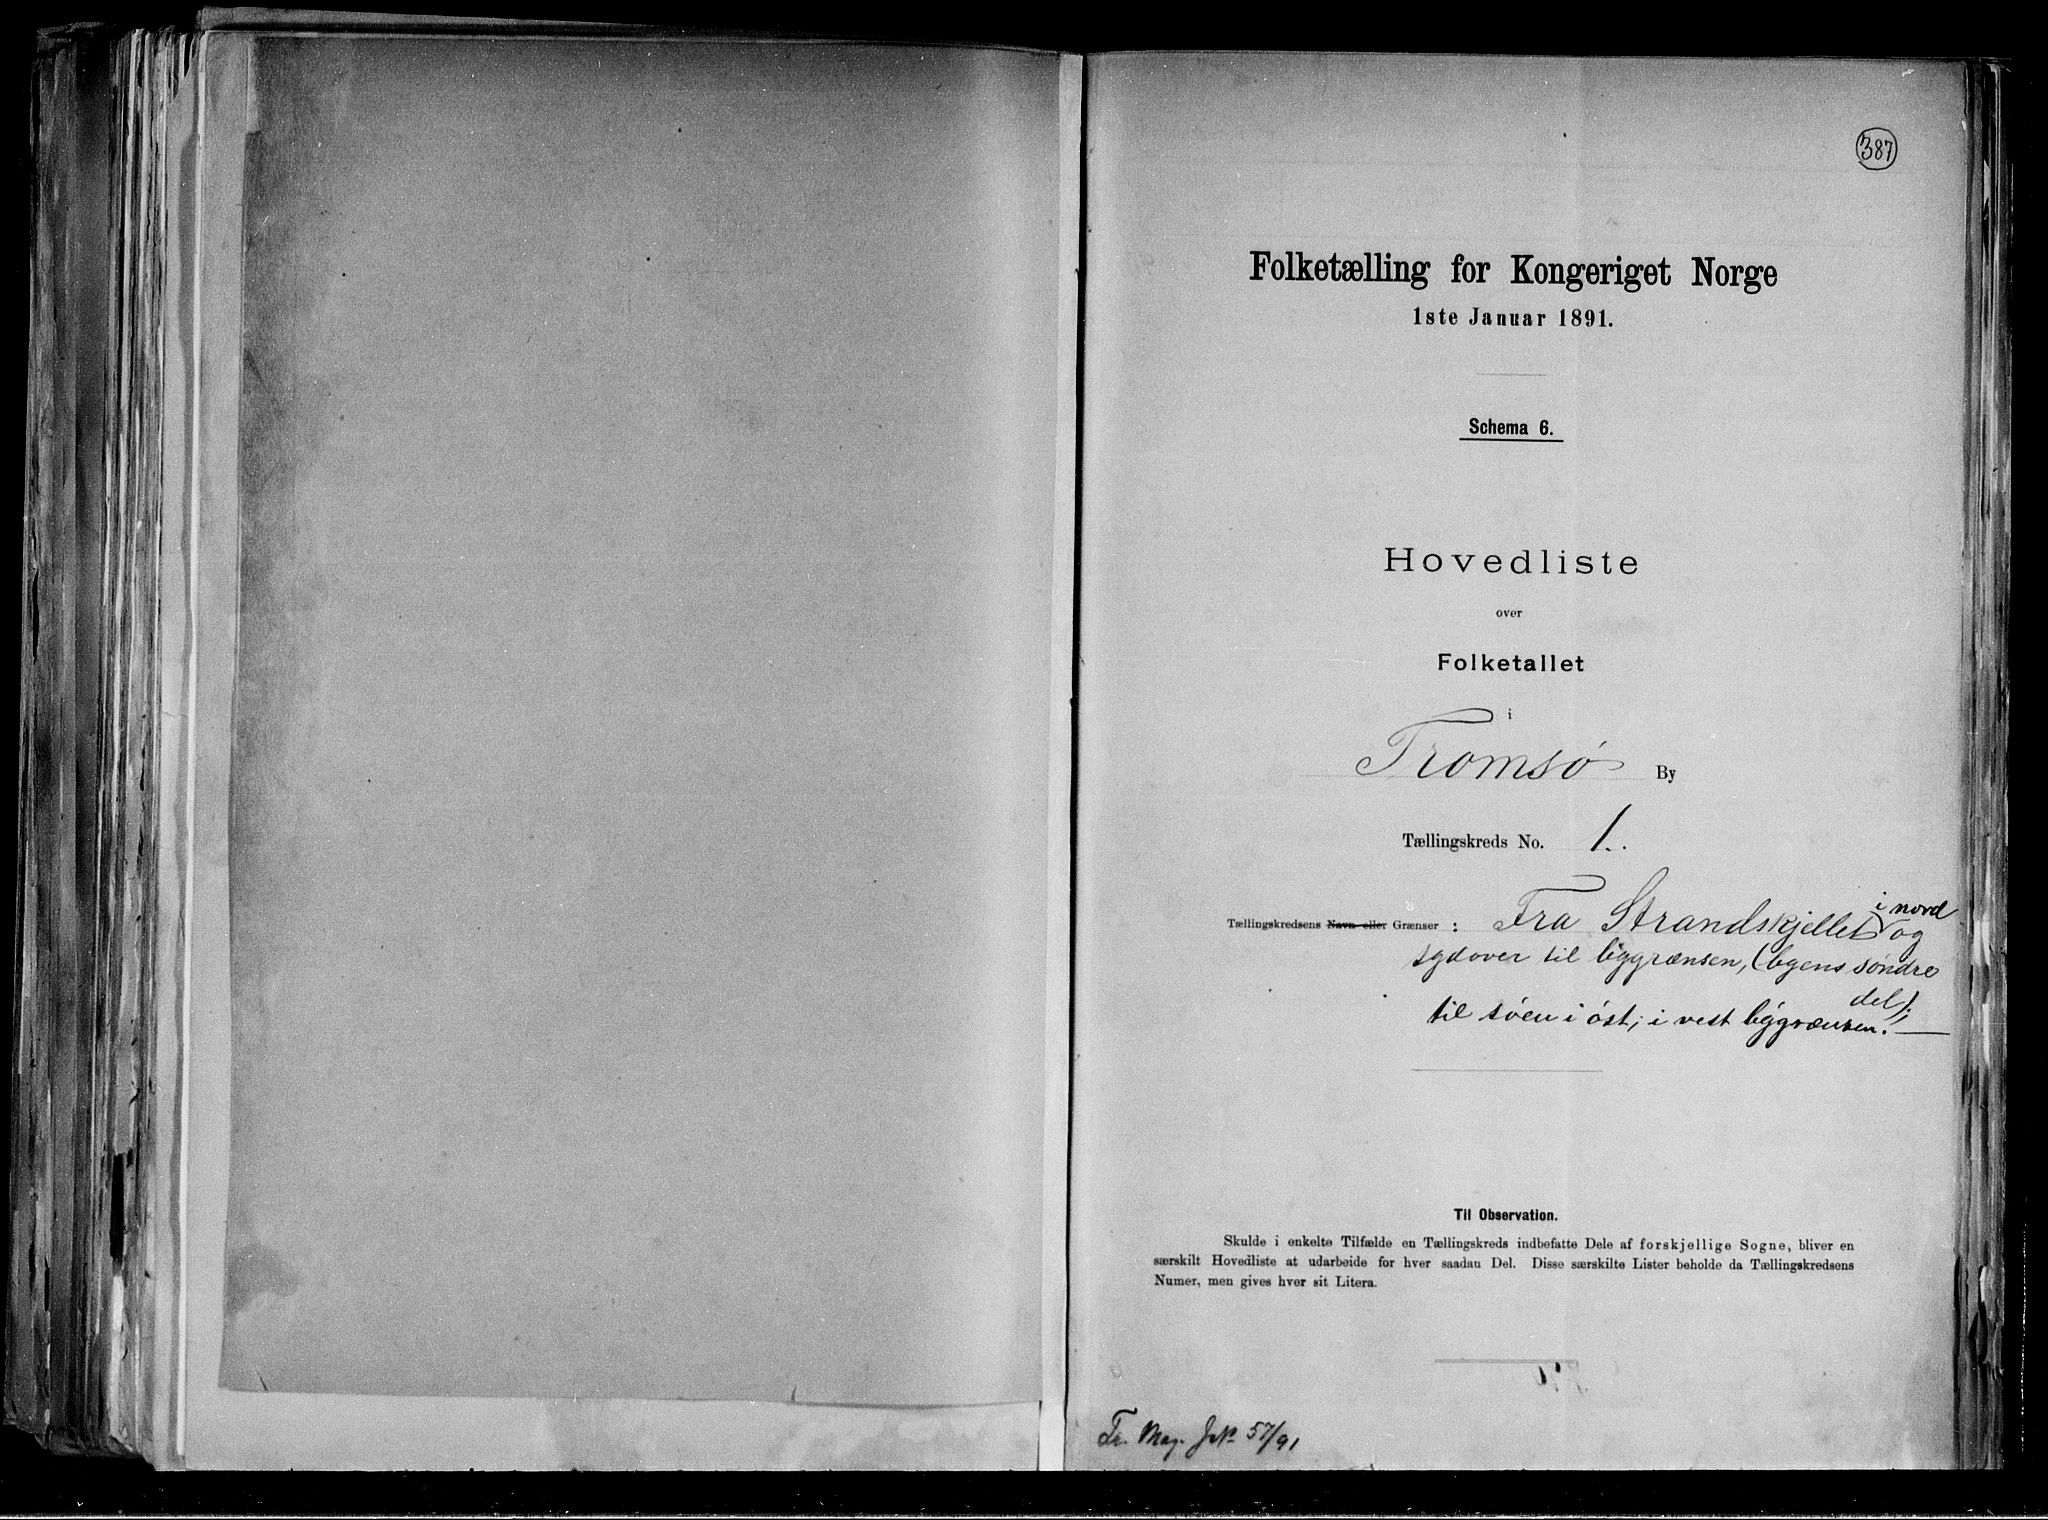 387
Folketælling for Kongeriget Norge
1ste Januar 1891.
Schema 6.
Hovedliste
over
Folketallet
i
Tromsø By
Tællingskreds No. 1.
Tællingskredsens Navn eller Grænser: Fra Strandskjellet i nord og
sydover til bygrænsen, (byens søndre
del);
til søen i øst; i vest bygrænsen.
Til Observation.
Skulde i enkelte Tilfælde en Tællingskreds indbefatte Dele af forskjellige Sogne, bliver en
særskilt Hovedliste at udarbeide for hver saadan Del. Disse særskilte Lister beholde da Tællingskredsens
Numer, men gives hver sit Litera.
Tr. Mag. 57/91